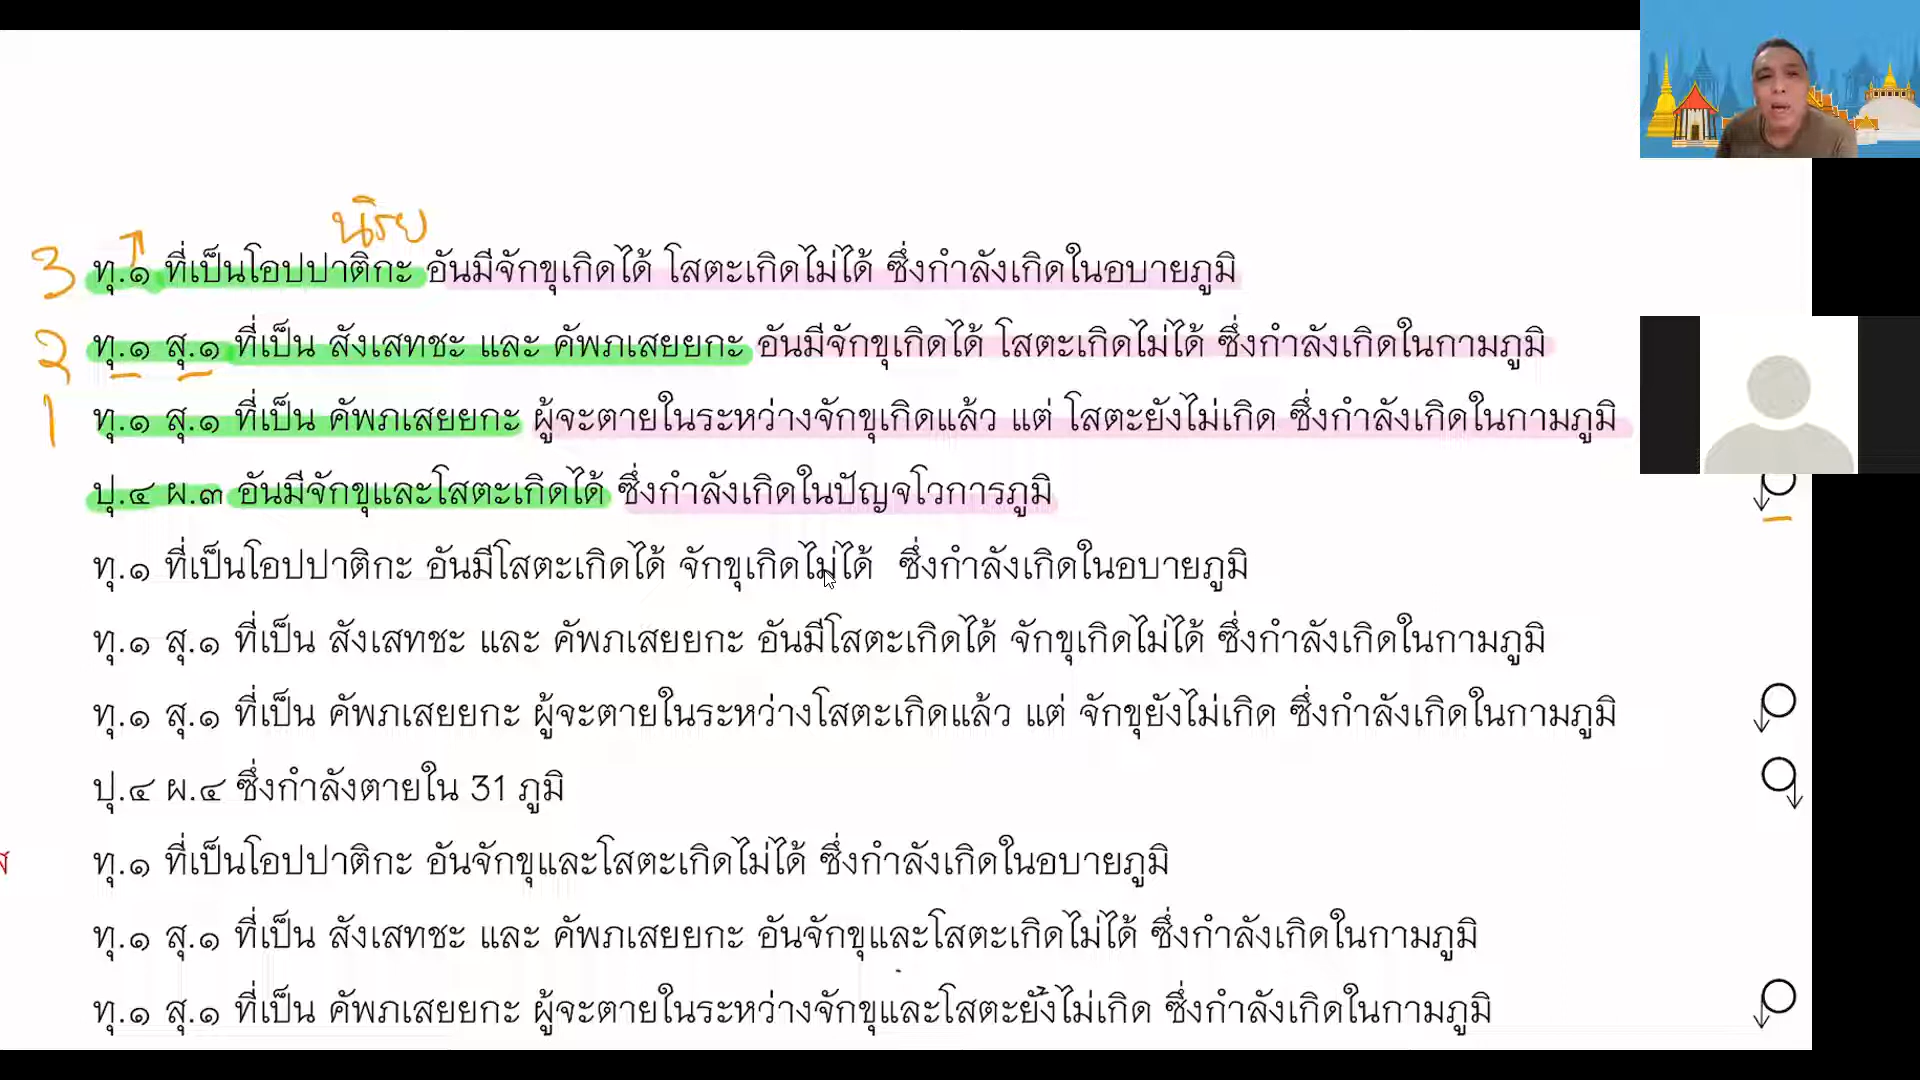 นิรย
3 ทุ.๑ ที่เป็นโอปปาติกะ อันมีจักขุเกิดได้ โสตะเกิดไม่ได้ ซึ่งกำลังเกิดในอบายภูมิ
2 ทุ.๑ สุ.๑ ที่เป็น สังเสทชะ และ คัพภเสยยกะ อันมีจักขุเกิดได้ โสตะเกิดไม่ได้ ซึ่งกำลังเกิดในกามภูมิ
1 ทุ.๑ สุ.๑ ที่เป็น คัพภเสยยกะ ผู้จะตายในระหว่างจักขุเกิดแล้ว แต่ โสตะยังไม่เกิด ซึ่งกำลังเกิดในกามภูมิ
ปุ.๔ ผ.๓ อันมีจักขุและโสตะเกิดได้ ซึ่งกำลังเกิดในปัญจโวการภูมิ
ทุ.๑ ที่เป็นโอปปาติกะ อันมีโสตะเกิดได้ จักขุเกิดไม่ได้ ซึ่งกำลังเกิดในอบายภูมิ
ทุ.๑ สุ.๑ ที่เป็น สังเสทชะ และ คัพภเสยยกะ อันมีโสตะเกิดได้ จักขุเกิดไม่ได้ ซึ่งกำลังเกิดในกามภูมิ
ทุ.๑ สุ.๑ ที่เป็น คัพภเสยยกะ ผู้จะตายในระหว่างโสตะเกิดแล้ว แต่ จักขุยังไม่เกิด ซึ่งกำลังเกิดในกามภูมิ
ปุ.๔ ผ.๔ ซึ่งกำลังตายใน 31 ภูมิ
ส ทุ.๑ ที่เป็นโอปปาติกะ อันจักขุและโสตะเกิดไม่ได้ ซึ่งกำลังเกิดในอบายภูมิ
ทุ.๑ สุ.๑ ที่เป็น สังเสทชะ และ คัพภเสยยกะ อันจักขุและโสตะเกิดไม่ได้ ซึ่งกำลังเกิดในกามภูมิ
ทุ.๑ สุ.๑ ที่เป็น คัพภเสยยกะ ผู้จะตายในระหว่างจักขุและโสตะยังไม่เกิด ซึ่งกำลังเกิดในกามภูมิ